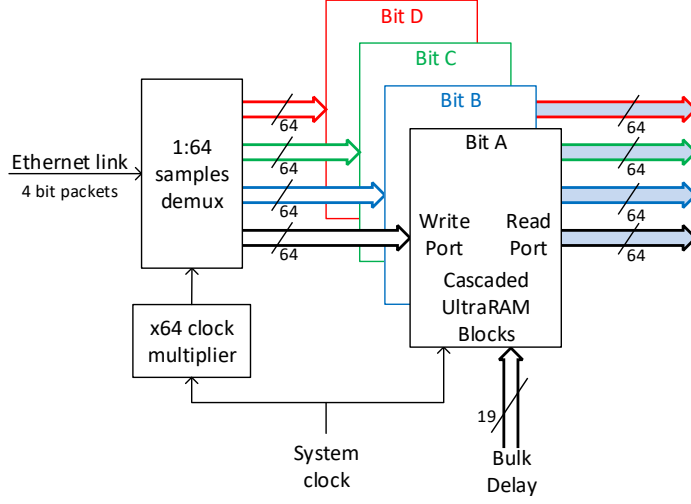 Bit D
Bit C
Bit B
Bit A
64
64
64
64
64
64
64
64
1:64
samples
demux
Ethernet link
4 bit packets
Write
Port
Read
Port
Cascaded
UltraRAM
Blocks
x64 clock
multiplier
19
System
clock
Bulk
Delay